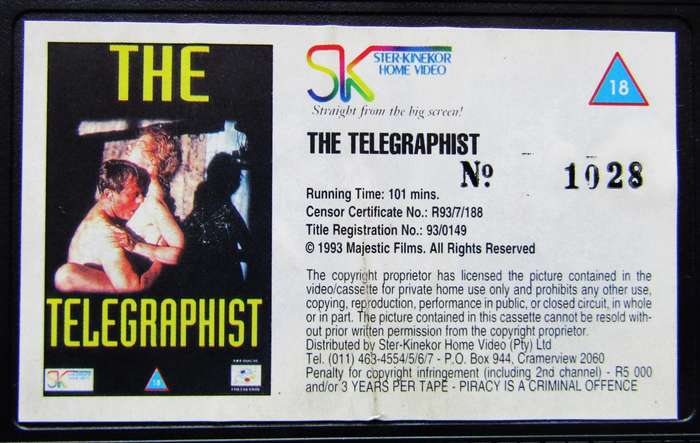 THE
TELEGRAPHIST
SK
18
SK STER-KINEKOR
HOME VIDEO
Straight from the big screen!
18
THE TELEGRAPHIST
No 1028
Running Time: 101 mins.
Censor Certificate No.: R93/7/188
Title Registration No.: 93/0149
© 1993 Majestic Films. All Rights Reserved
The copyright proprietor has licensed the picture contained in the
video/cassette for private home use only and prohibits any other use,
copying, reproduction, performance in public, or closed circuit, in whole
or in part. The picture contained in this cassette cannot be resold with-
out prior written permission from the copyright proprietor.
Distributed by Ster-Kinekor Home Video (Pty) Ltd
Tel. (011) 463-4554/5/6/7 - P.O. Box 944, Cramerview 2060
Penalty for copyright infringement (including 2nd channel) - R5 000
and/or 3 YEARS PER TAPE - PIRACY IS A CRIMINAL OFFENCE